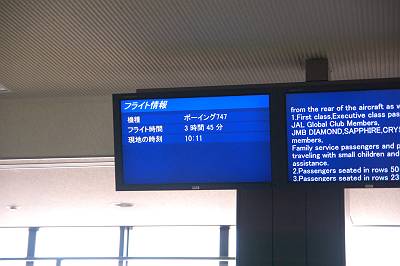 フライト情報
機種 ボーイング747
フライト時間 3 時間 45 分
現地の時刻 10:11
from the rear of the aircraft as w
1.First class,Executive class pas
JAL Global Club Members,
JMB DIAMOND,SAPPHIRE,CRYS
members.
Family service passengers and p
traveling with small children and
assistance.
2.Passengers seated in rows 50
3.Passengers seated in rows 23